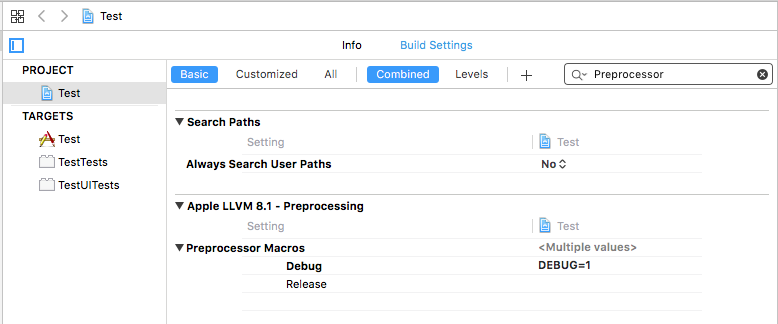 Test
Info Build Settings
PROJECT
Test
TARGETS
Test
TestTests
TestUITests
Basic Customized All Combined Levels + Preprocessor
Search Paths
Setting Test
Always Search User Paths No
Apple LLVM 8.1 - Preprocessing
Setting Test
Preprocessor Macros <Multiple values>
Debug DEBUG=1
Release